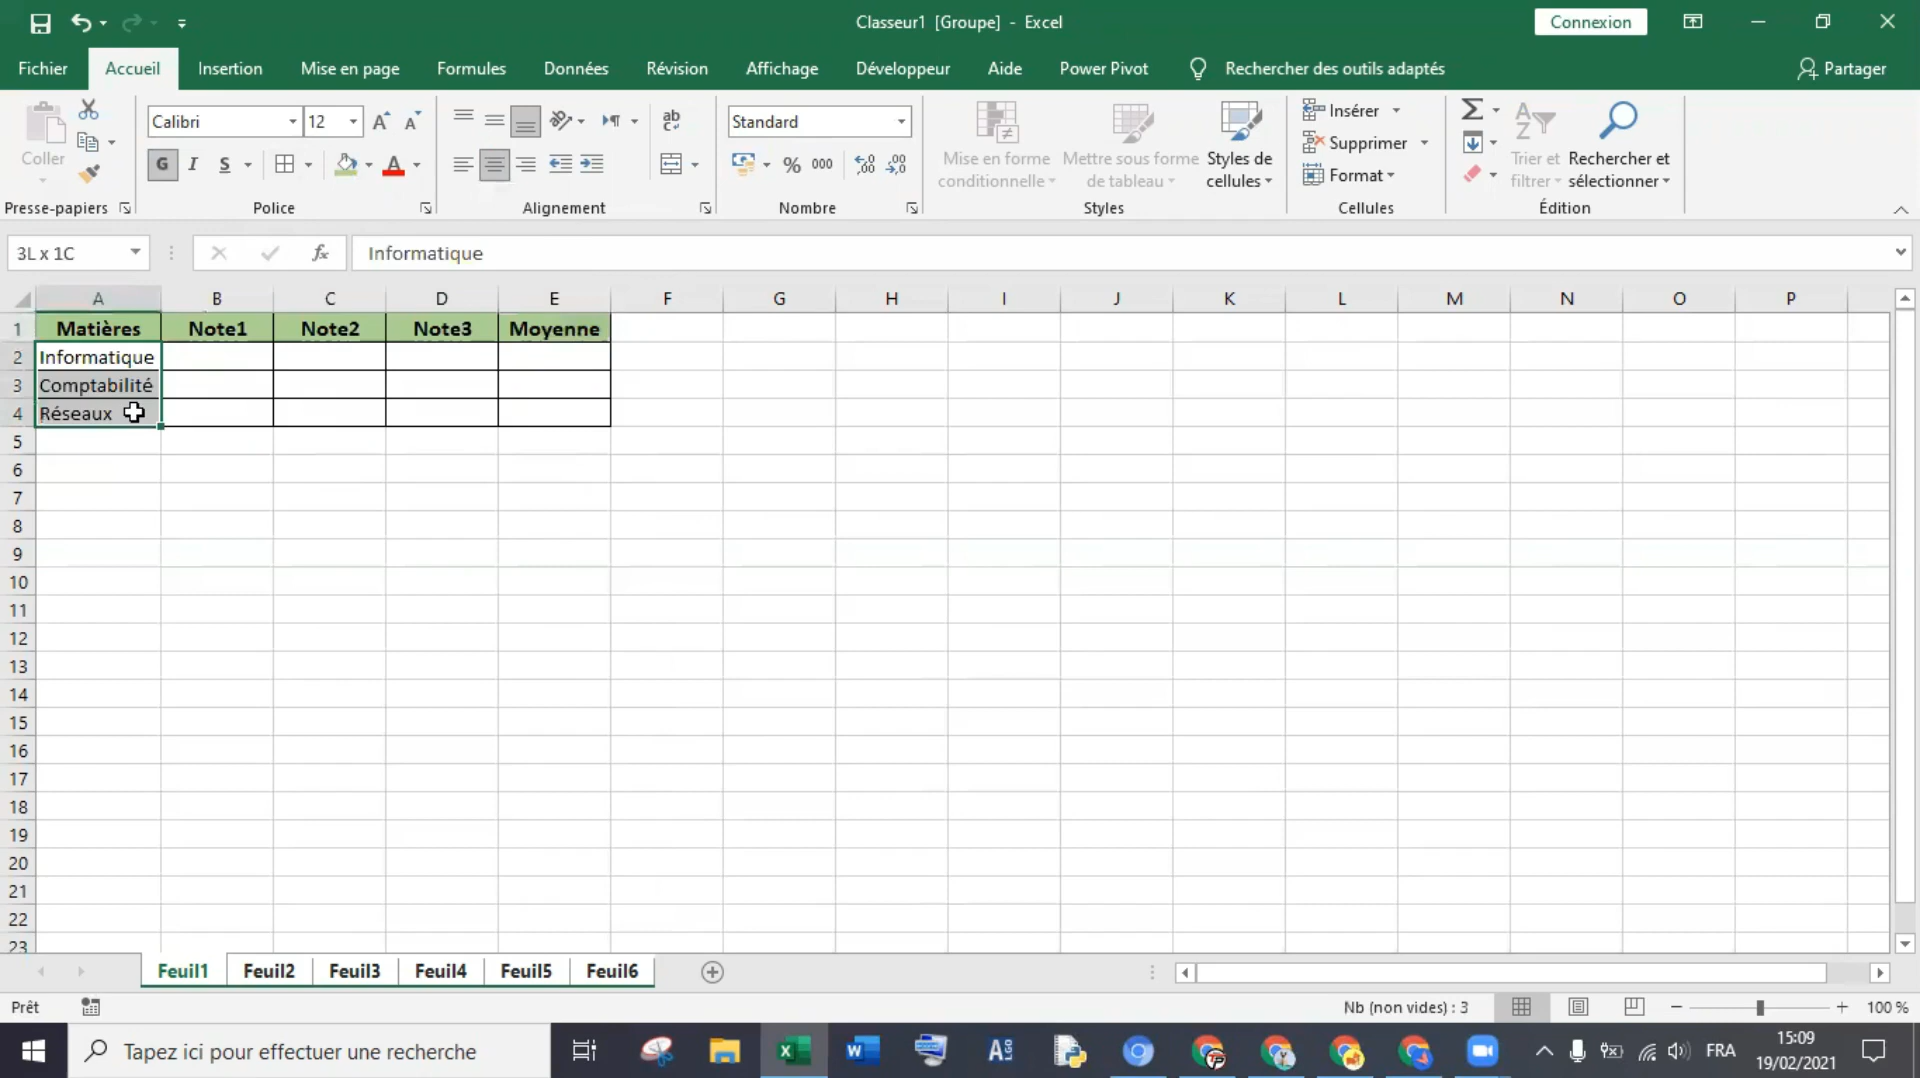 Classeur1 [Groupe] - Excel
Connexion
Fichier Accueil Insertion Mise en page Formules Données Révision Affichage Développeur Aide Power Pivot Rechercher des outils adaptés Partager
Coller
Presse-papiers
Calibri 12
G I S
Police
ab
Alignement
Standard
% 000
Nombre
Mise en forme conditionnelle
Mettre sous forme de tableau
Styles de cellules
Styles
Insérer
Supprimer
Format
Cellules
Trier et filtrer
Rechercher et sélectionner
Édition
3L x 1C fx Informatique
A B C D E F G H I J K L M N O P
1 Matières Note1 Note2 Note3 Moyenne
2 Informatique
3 Comptabilité
4 Réseaux
5
6
7
8
9
10
11
12
13
14
15
16
17
18
19
20
21
22
23
Feuil1 Feuil2 Feuil3 Feuil4 Feuil5 Feuil6
Prêt Nb (non vides) : 3 100 %
Tapez ici pour effectuer une recherche
FRA
15:09
19/02/2021